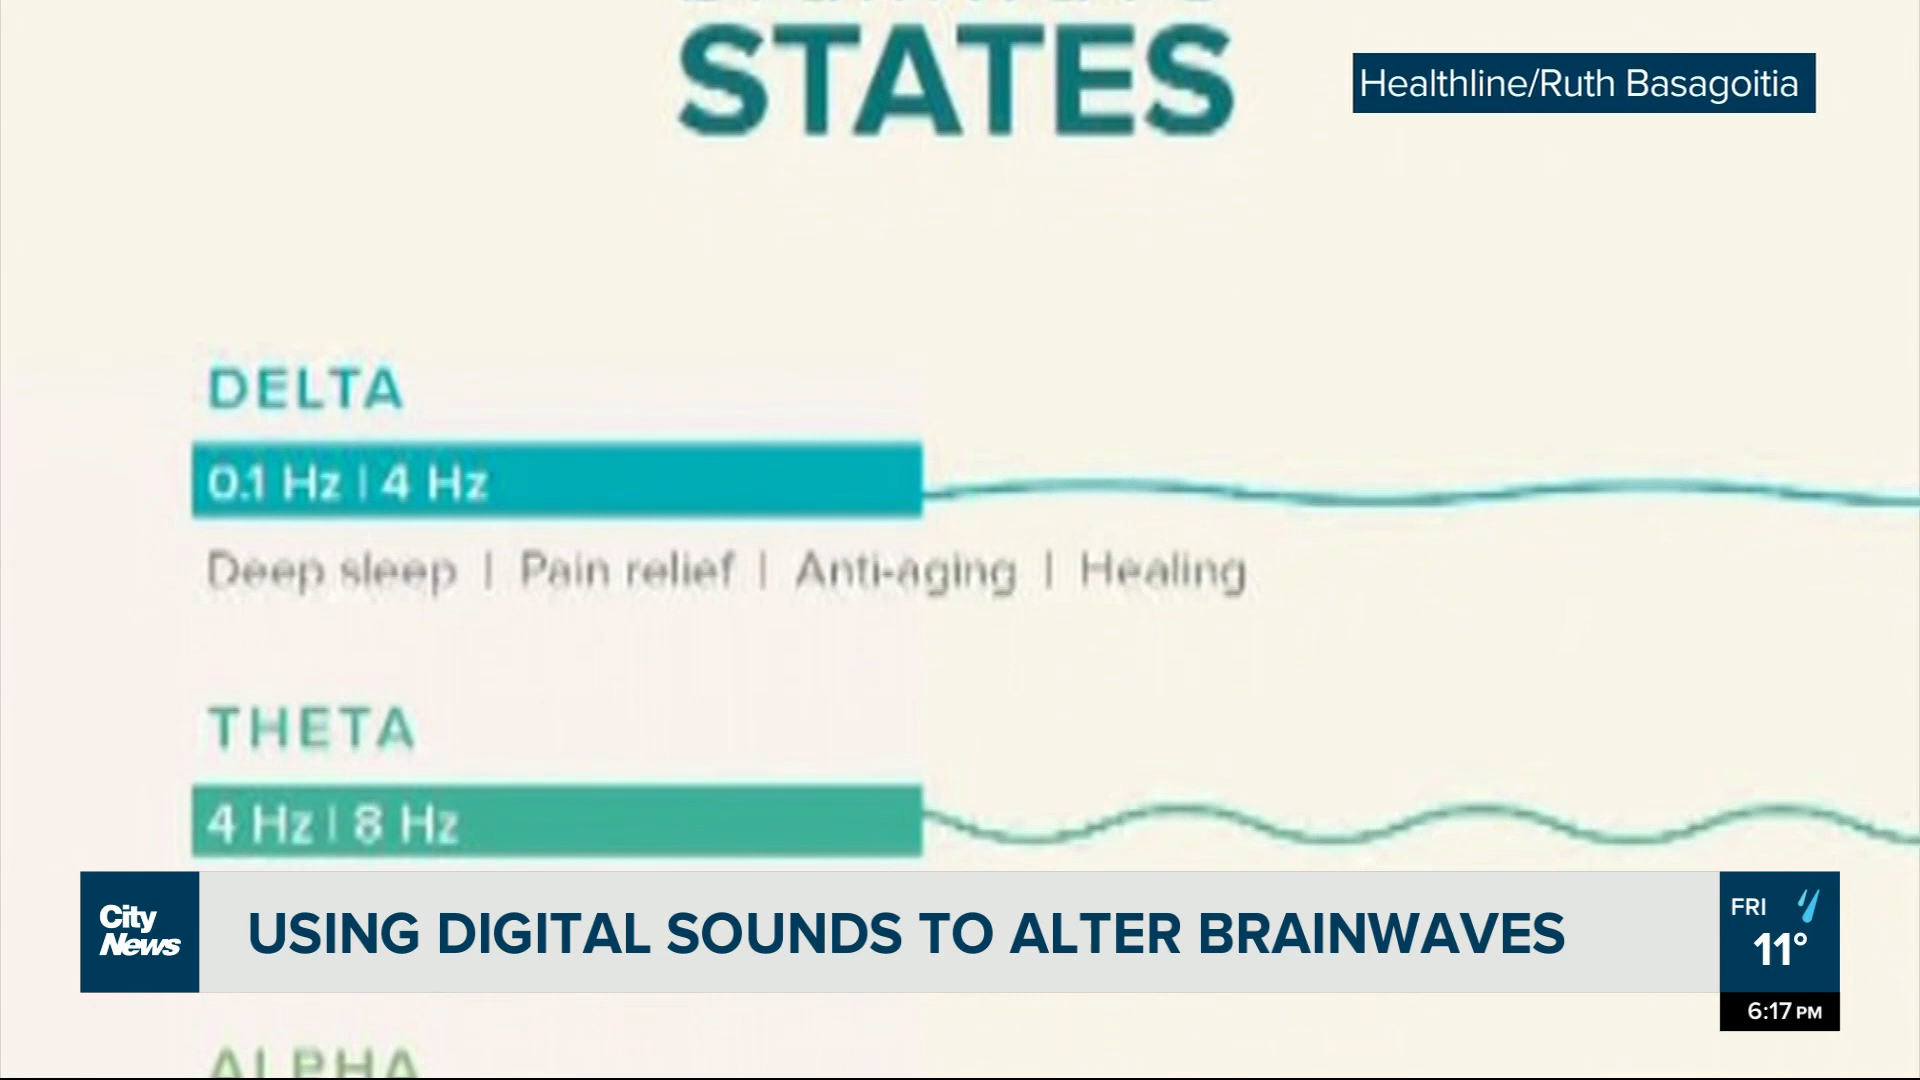 STATES
Healthline/Ruth Basagoitia
DELTA
0.1 Hz | 4 Hz
Deep sleep | Pain relief | Anti-aging | Healing
THETA
4 Hz | 8 Hz
City
News
USING DIGITAL SOUNDS TO ALTER BRAINWAVES
FRI
11°
6:17 PM
ALPHA